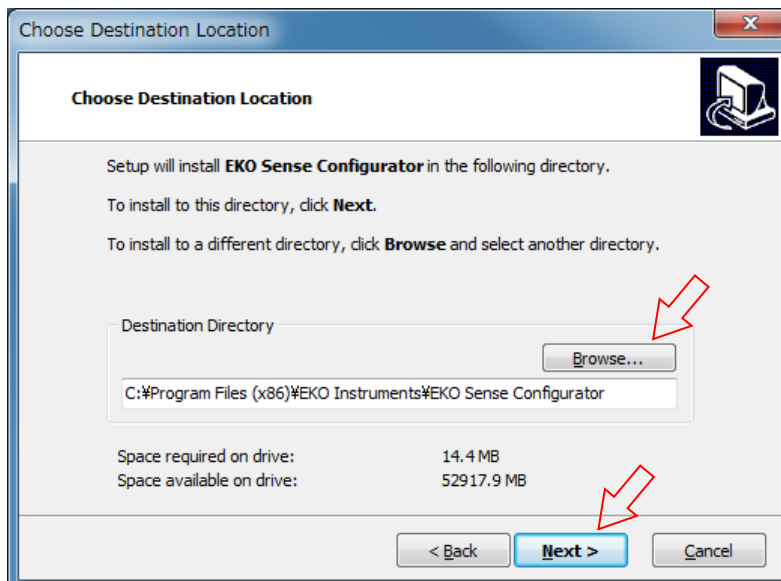 Choose Destination Location
Choose Destination Location
Setup will install EKO Sense Configurator in the following directory.
To install to this directory, click Next.
To install to a different directory, click Browse and select another directory.
Destination Directory
Browse...
C:¥Program Files (x86)¥EKO Instruments¥EKO Sense Configurator
Space required on drive: 14.4 MB
Space available on drive: 52917.9 MB
< Back Next > Cancel